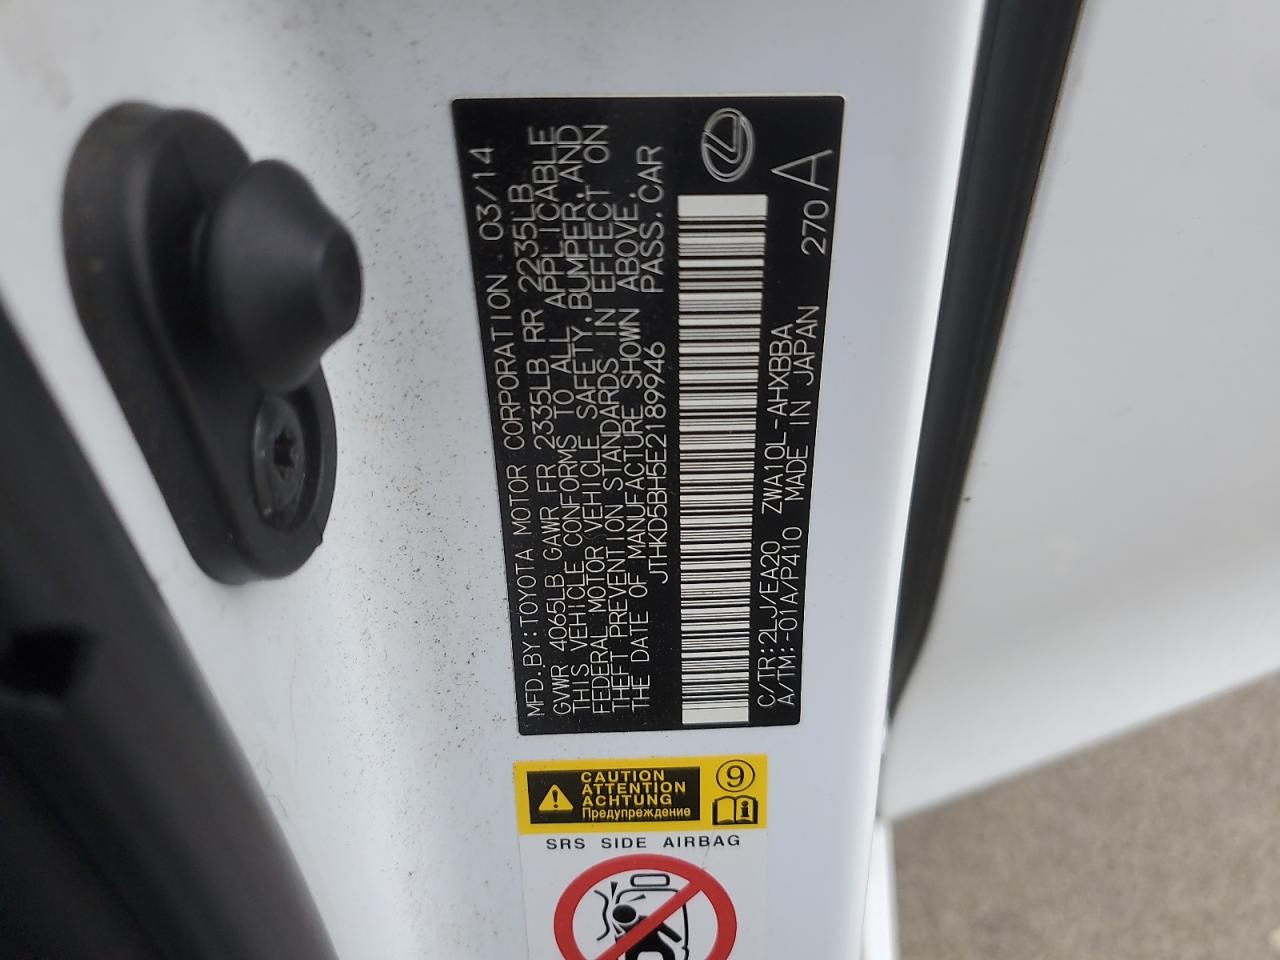 MFD.BY:TOYOTA MOTOR CORPORATION 03/14
GVWR 4065LB GAWR FR 2335LB RR 2235LB
THIS VEHICLE CONFORMS TO ALL APPLICABLE
FEDERAL MOTOR VEHICLE SAFETY,BUMPER,AND
THEFT PREVENTION STANDARDS IN EFFECT ON
THE DATE OF MANUFACTURE SHOWN ABOVE.
JTHKD5BH5E2189946 PASS.CAR
C/TR:2LJ/EA20 ZWA10L-AHXBBA
A/TM:-01A/P410 MADE IN JAPAN 270A
CAUTION
ATTENTION
ACHTUNG
Предупреждение
9
SRS SIDE AIRBAG